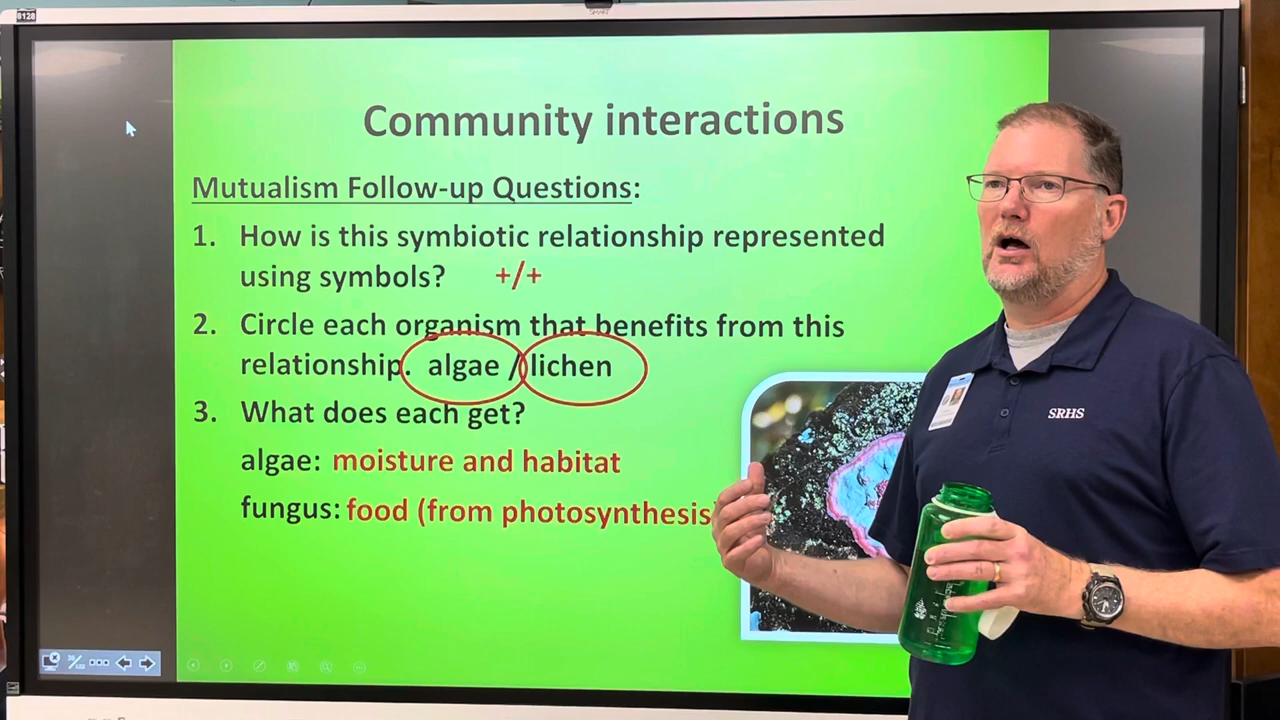 8128
SMART
Community interactions
Mutualism Follow-up Questions:
1. How is this symbiotic relationship represented
using symbols? +/+
2. Circle each organism that benefits from this
relationship. algae / lichen
3. What does each get?
algae: moisture and habitat
fungus: food (from photosynthesis
SRHS